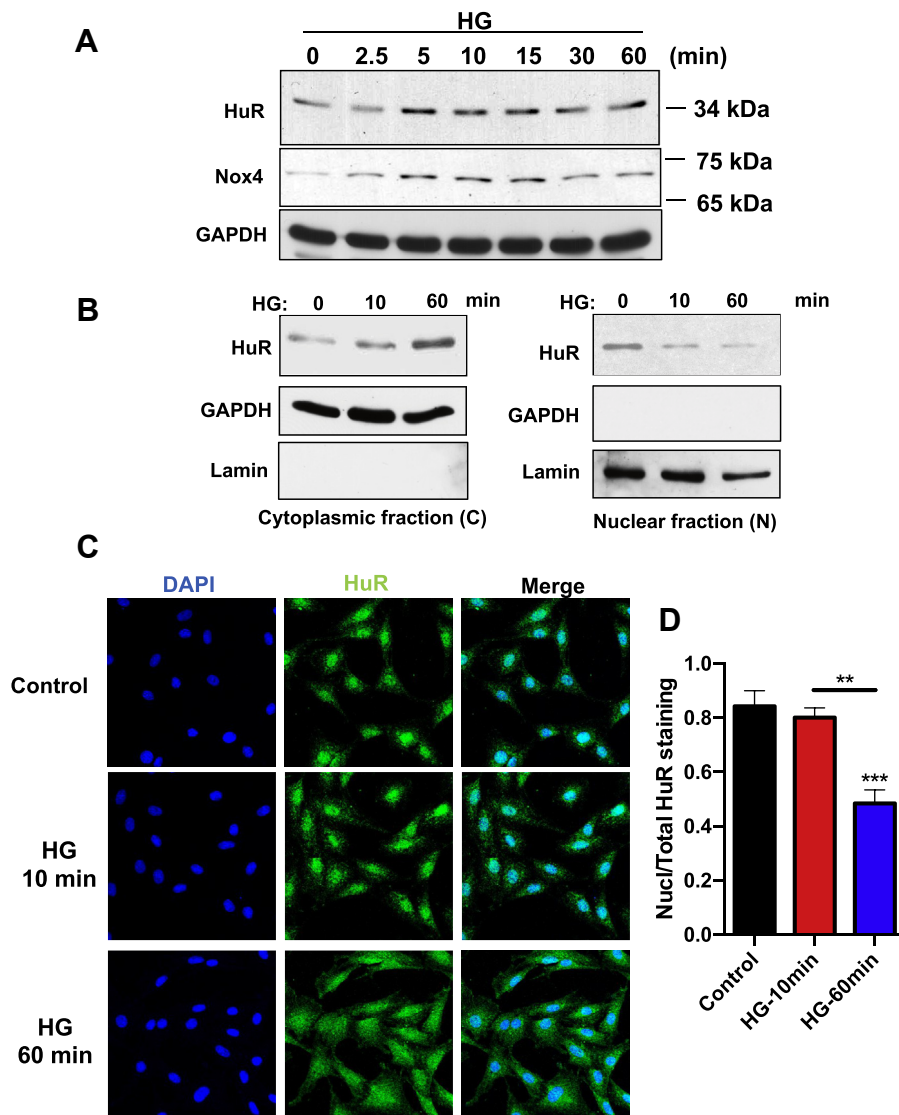 A
HG
0 2.5 5 10 15 30 60 (min)
HuR
34 kDa
Nox4
75 kDa
65 kDa
GAPDH
B
HG: 0 10 60 min
HuR
GAPDH
Lamin
Cytoplasmic fraction (C)
HG: 0 10 60 min
HuR
GAPDH
Lamin
Nuclear fraction (N)
C
DAPI HuR Merge
Control
HG
10 min
HG
60 min
D
Nucl/Total HuR staining
1.0
0.8
0.6
0.4
0.2
0.0
**
***
Control
HG-10min
HG-60min